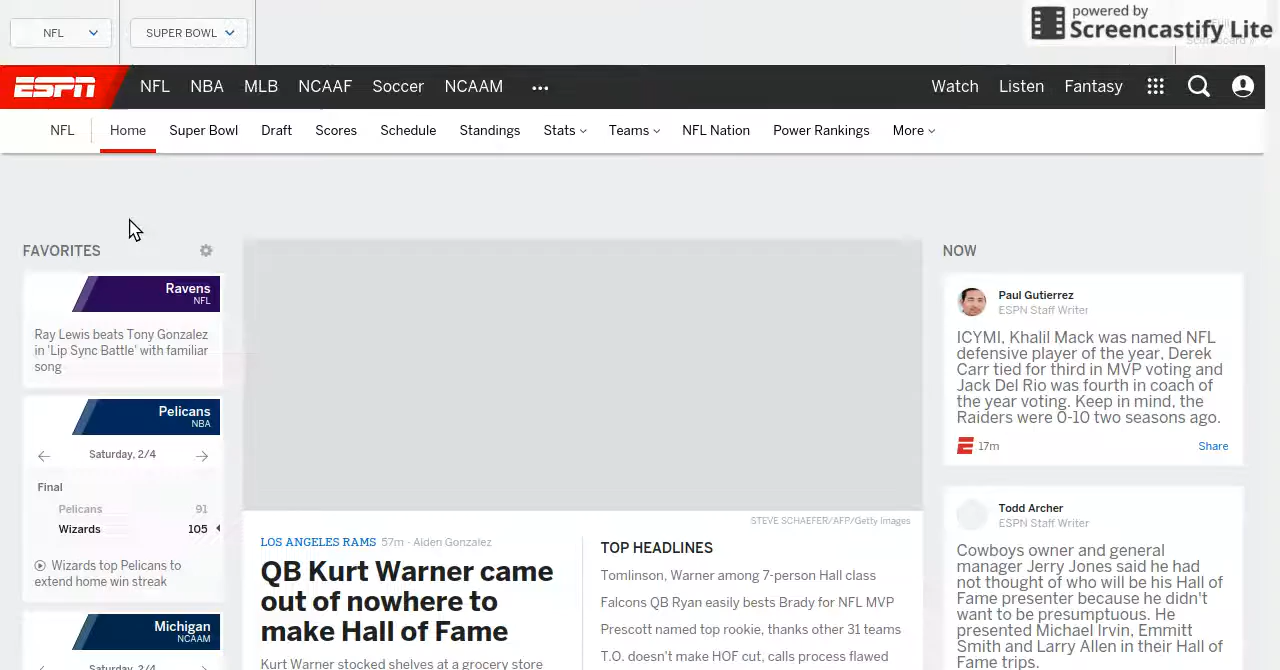 NFL
SUPER BOWL
powered by
Screencastify Lite
ESPN
NFL NBA MLB NCAAF Soccer NCAAM ...
Watch Listen Fantasy
NFL Home Super Bowl Draft Scores Schedule Standings Stats Teams NFL Nation Power Rankings More
FAVORITES
Ravens
NFL
Ray Lewis beats Tony Gonzalez
in 'Lip Sync Battle' with familiar
song
Pelicans
NBA
Saturday, 2/4
Final
Pelicans 91
Wizards 105
Wizards top Pelicans to
extend home win streak
Michigan
NCAAM
Saturday, 2/4
STEVE SCHAEFER/AFP/Getty Images
LOS ANGELES RAMS 57m - Alden Gonzalez
QB Kurt Warner came
out of nowhere to
make Hall of Fame
Kurt Warner stocked shelves at a grocery store
TOP HEADLINES
Tomlinson, Warner among 7-person Hall class
Falcons QB Ryan easily bests Brady for NFL MVP
Prescott named top rookie, thanks other 31 teams
T.O. doesn't make HOF cut, calls process flawed
NOW
Paul Gutierrez
ESPN Staff Writer
ICYMI, Khalil Mack was named NFL
defensive player of the year, Derek
Carr tied for third in MVP voting and
Jack Del Rio was fourth in coach of
the year voting. Keep in mind, the
Raiders were 0-10 two seasons ago.
17m
Share
Todd Archer
ESPN Staff Writer
Cowboys owner and general
manager Jerry Jones said he had
not thought of who will be his Hall of
Fame presenter because he didn't
want to be presumptuous. He
presented Michael Irvin, Emmitt
Smith and Larry Allen in their Hall of
Fame trips.